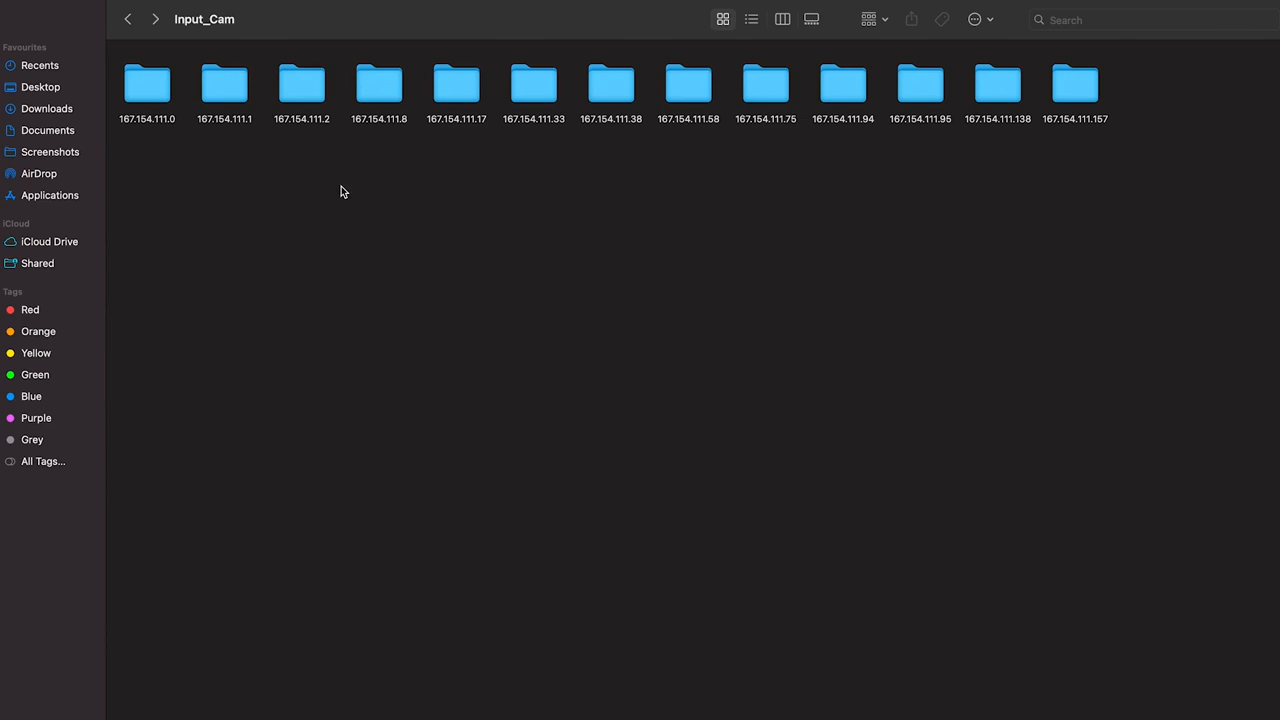 Input_Cam
Search
Favourites
Recents
Desktop
Downloads
Documents
Screenshots
AirDrop
Applications
iCloud
iCloud Drive
Shared
Tags
Red
Orange
Yellow
Green
Blue
Purple
Grey
All Tags...
167.154.111.0 167.154.111.1 167.154.111.2 167.154.111.8 167.154.111.17 167.154.111.33 167.154.111.38 167.154.111.58 167.154.111.75 167.154.111.94 167.154.111.95 167.154.111.138 167.154.111.157